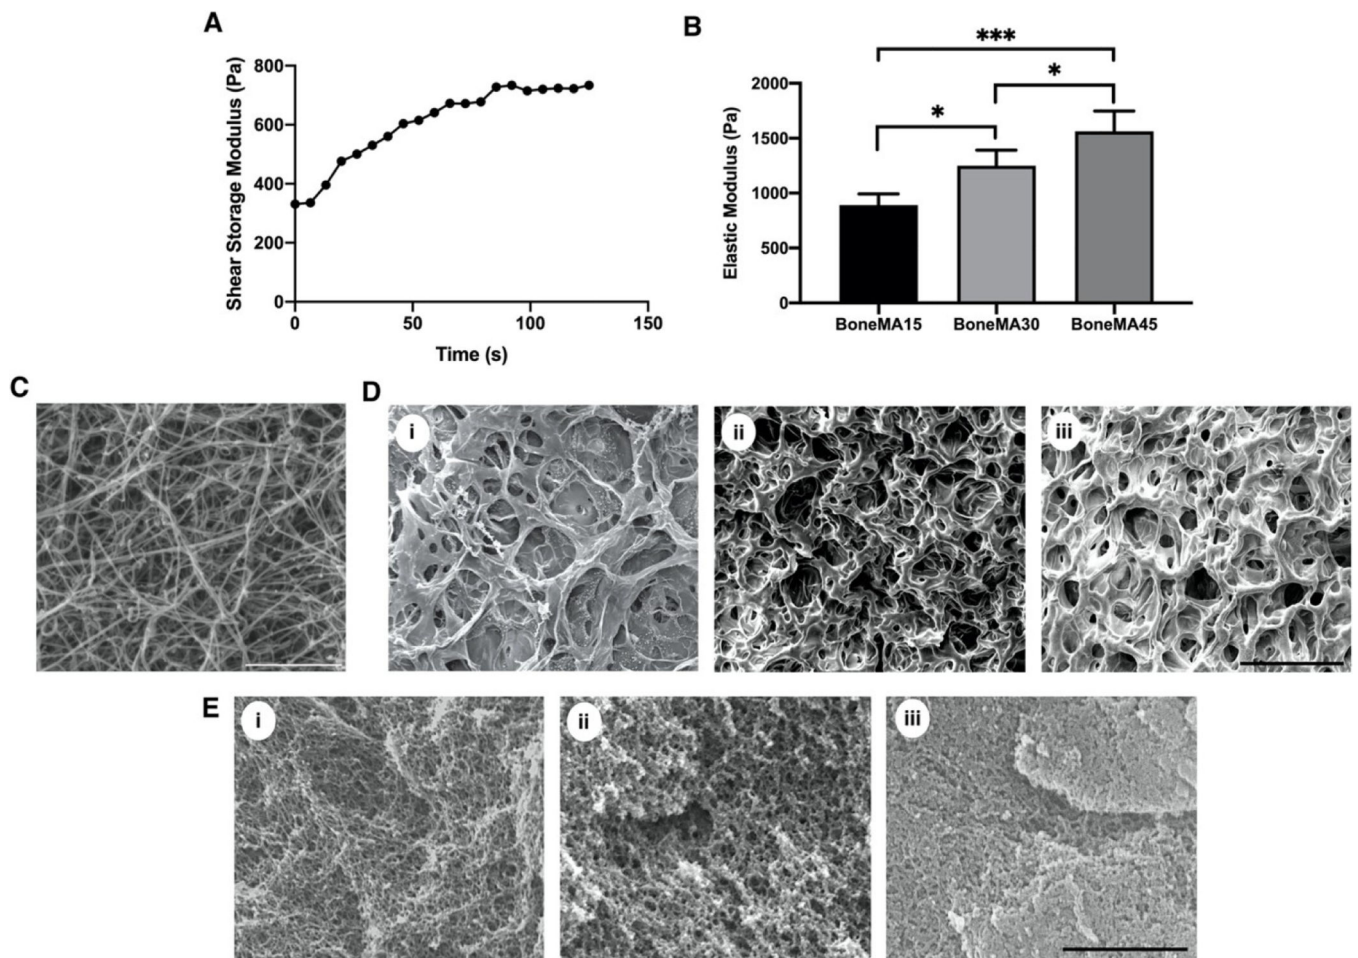 A
Shear Storage Modulus (Pa)
800
600
400
200
0
0
50
100
150
Time (s)
B
***
*
*
Elastic Modulus (Pa)
2000
1500
1000
500
0
BoneMA15
BoneMA30
BoneMA45
C
D
i
ii
iii
E
i
ii
iii